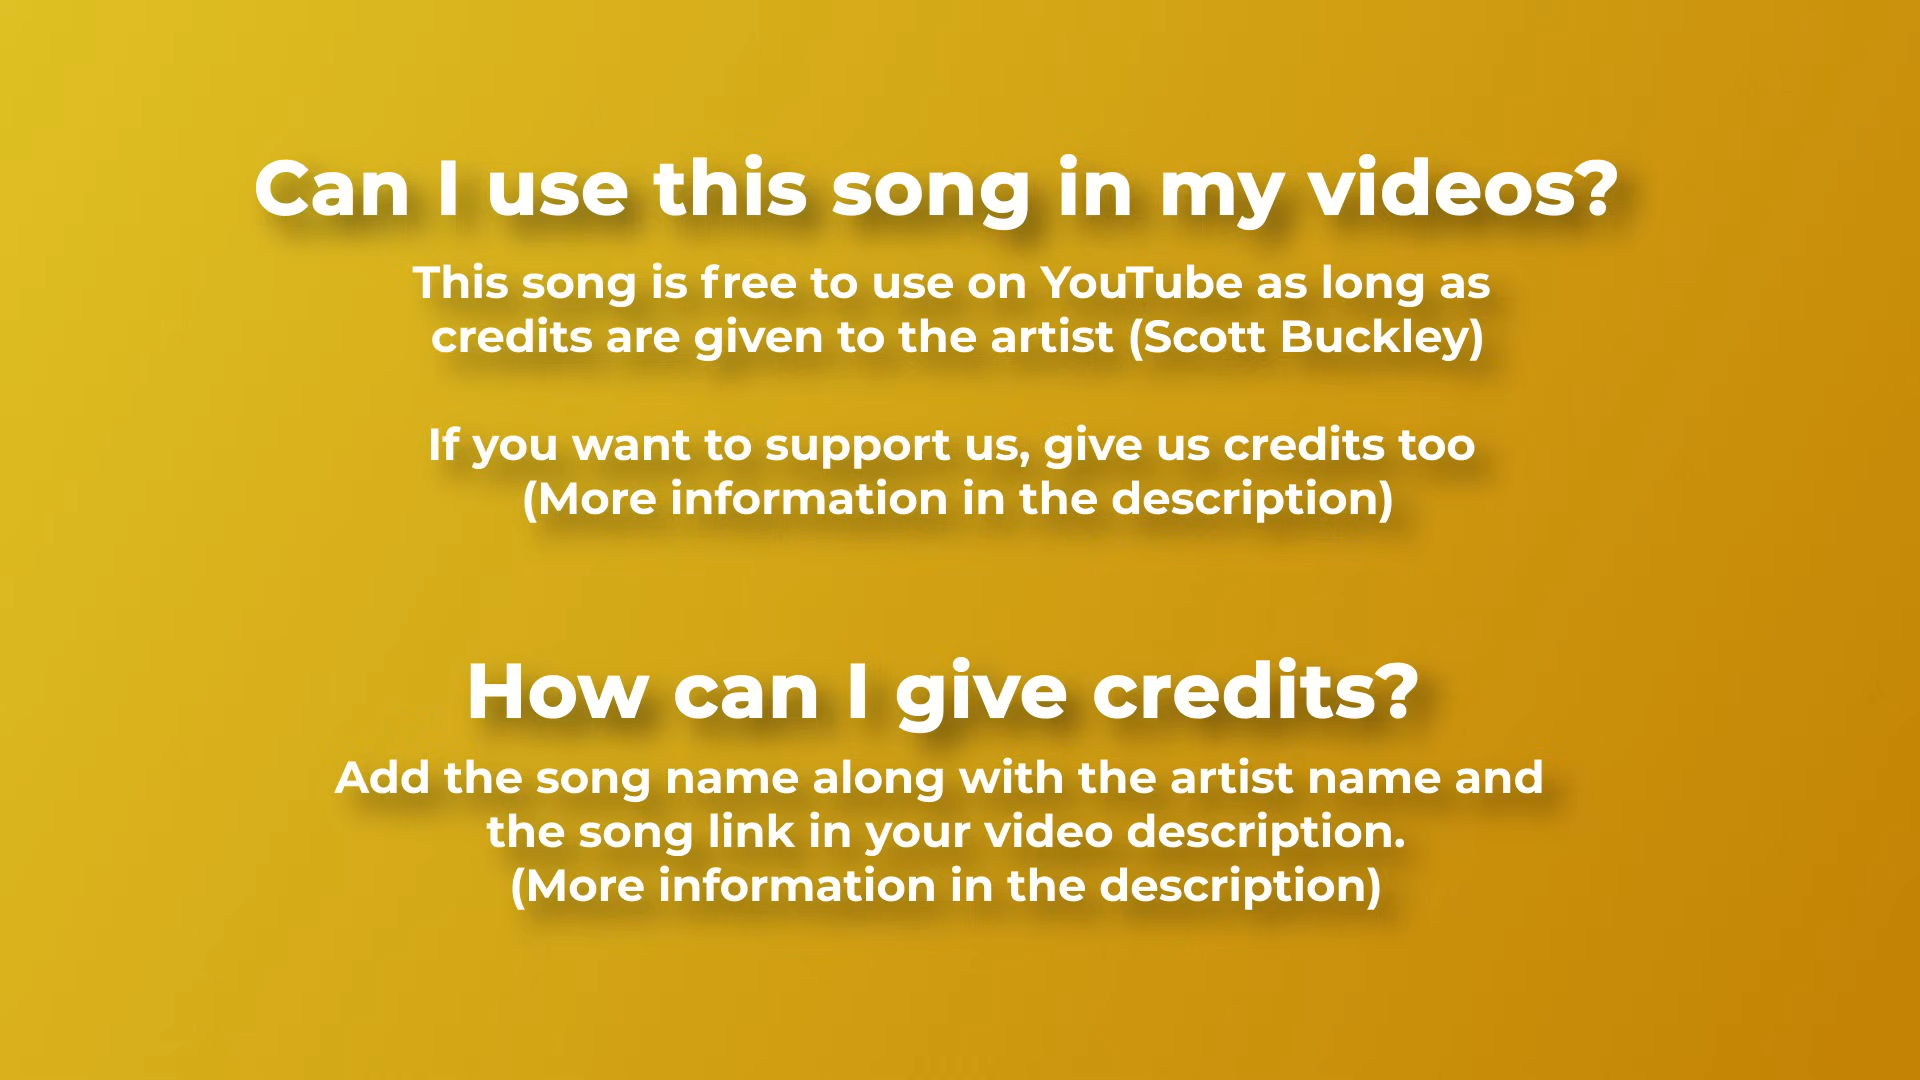 Can I use this song in my videos?
This song is free to use on YouTube as long as
credits are given to the artist (Scott Buckley)
If you want to support us, give us credits too
(More information in the description)
How can I give credits?
Add the song name along with the artist name and
the song link in your video description.
(More information in the description)